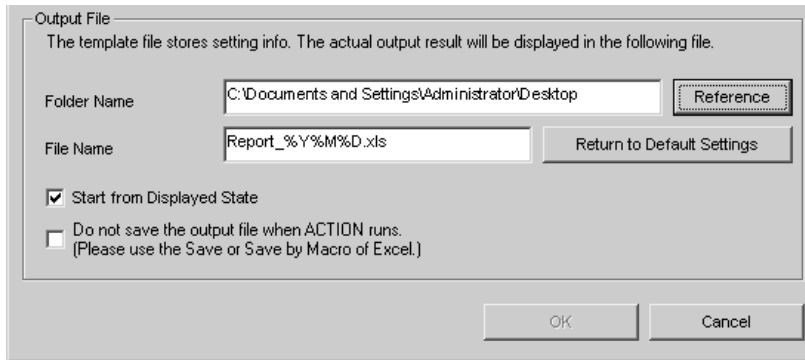 Output File
The template file stores setting info. The actual output result will be displayed in the following file.
Folder Name
C:\Documents and Settings\Administrator\Desktop
Reference
File Name
Report_%Y%M%D.xls
Return to Default Settings
Start from Displayed State
Do not save the output file when ACTION runs.
(Please use the Save or Save by Macro of Excel.)
OK
Cancel